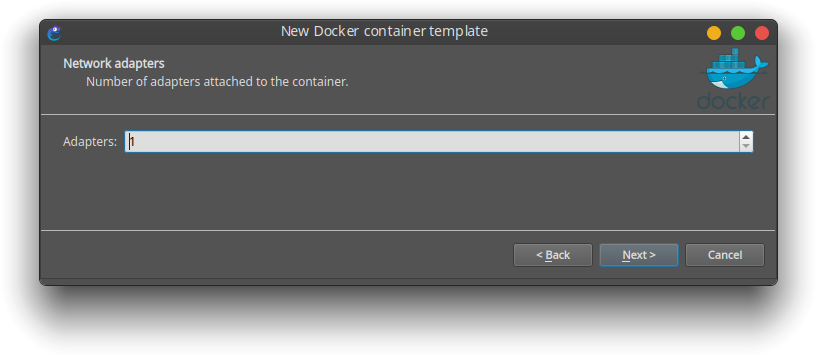 New Docker container template
Network adapters
Number of adapters attached to the container.
docker
Adapters: 1
< Back Next > Cancel